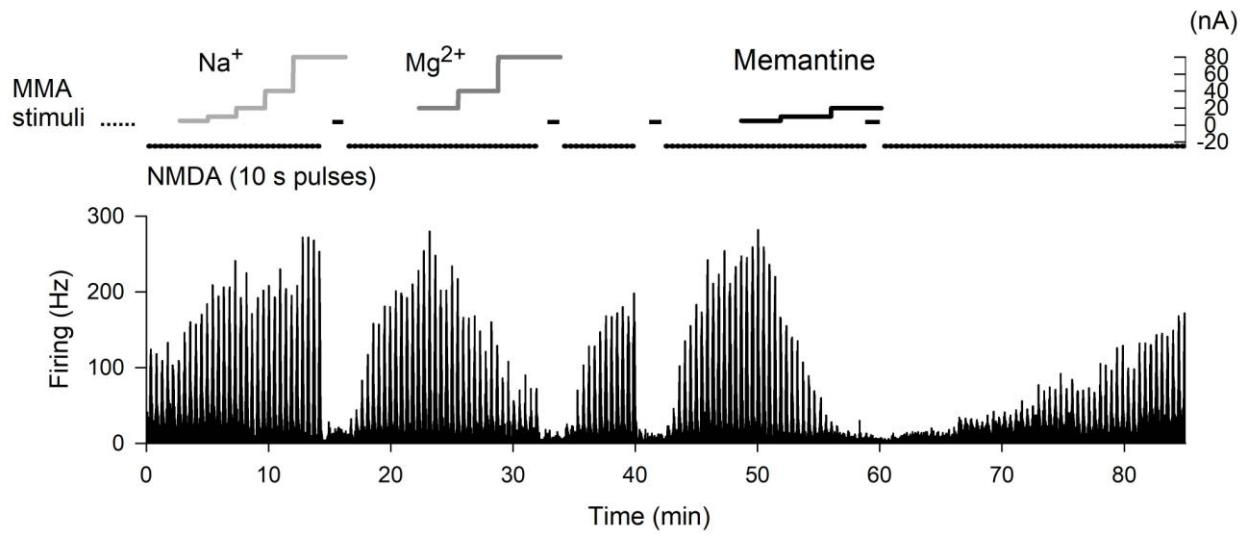 (nA)
Na+
Mg2+
Memantine
80
60
40
20
0
-20
MMA
stimuli ......
NMDA (10 s pulses)
300
200
100
0
Firing (Hz)
0 10 20 30 40 50 60 70 80
Time (min)